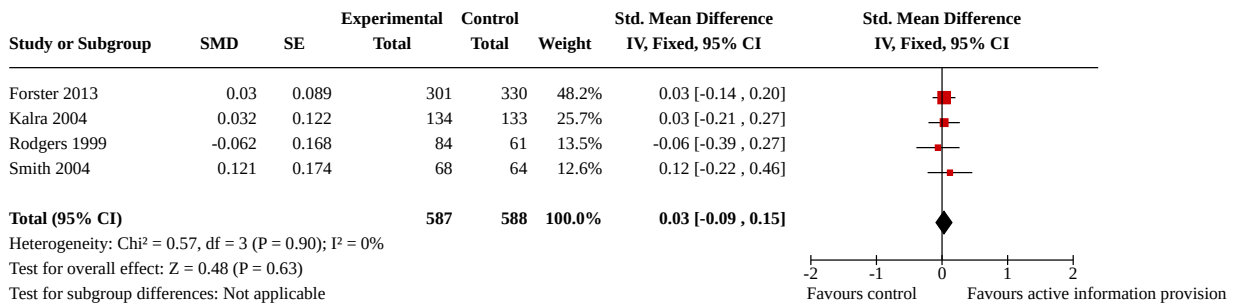 Experimental Control Std. Mean Difference Std. Mean Difference
Study or Subgroup SMD SE Total Total Weight IV, Fixed, 95% CI IV, Fixed, 95% CI
Forster 2013 0.03 0.089 301 330 48.2% 0.03 [-0.14 , 0.20]
Kalra 2004 0.032 0.122 134 133 25.7% 0.03 [-0.21 , 0.27]
Rodgers 1999 -0.062 0.168 84 61 13.5% -0.06 [-0.39 , 0.27]
Smith 2004 0.121 0.174 68 64 12.6% 0.12 [-0.22 , 0.46]
Total (95% CI) 587 588 100.0% 0.03 [-0.09 , 0.15]
Heterogeneity: Chi² = 0.57, df = 3 (P = 0.90); I² = 0%
Test for overall effect: Z = 0.48 (P = 0.63) -2 -1 0 1 2
Test for subgroup differences: Not applicable Favours control Favours active information provision